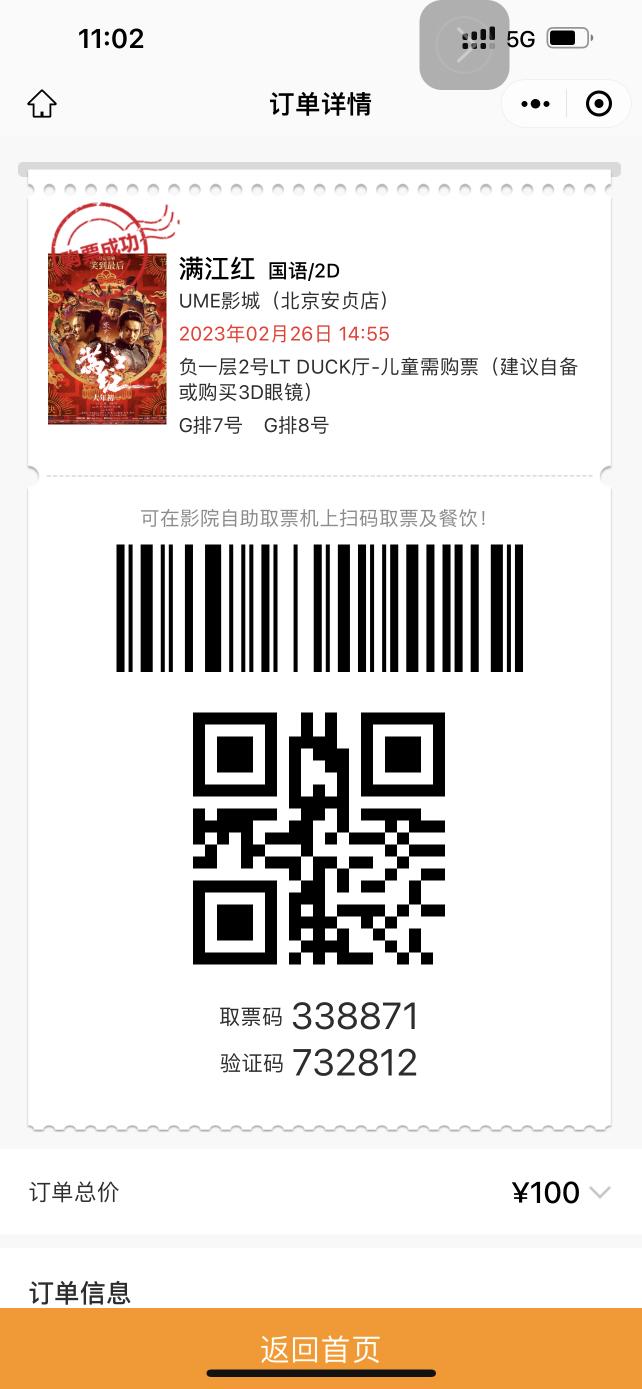 11:02
5G
订单详情
购票成功
笑到最后
满江红
大年初一
满江红 国语/2D
UME影城（北京安贞店）
2023年02月26日 14:55
负一层2号LT DUCK厅-儿童需购票（建议自备
或购买3D眼镜）
G排7号 G排8号
可在影院自助取票机上扫码取票及餐饮！
取票码 338871
验证码 732812
订单总价 ¥100
订单信息
返回首页